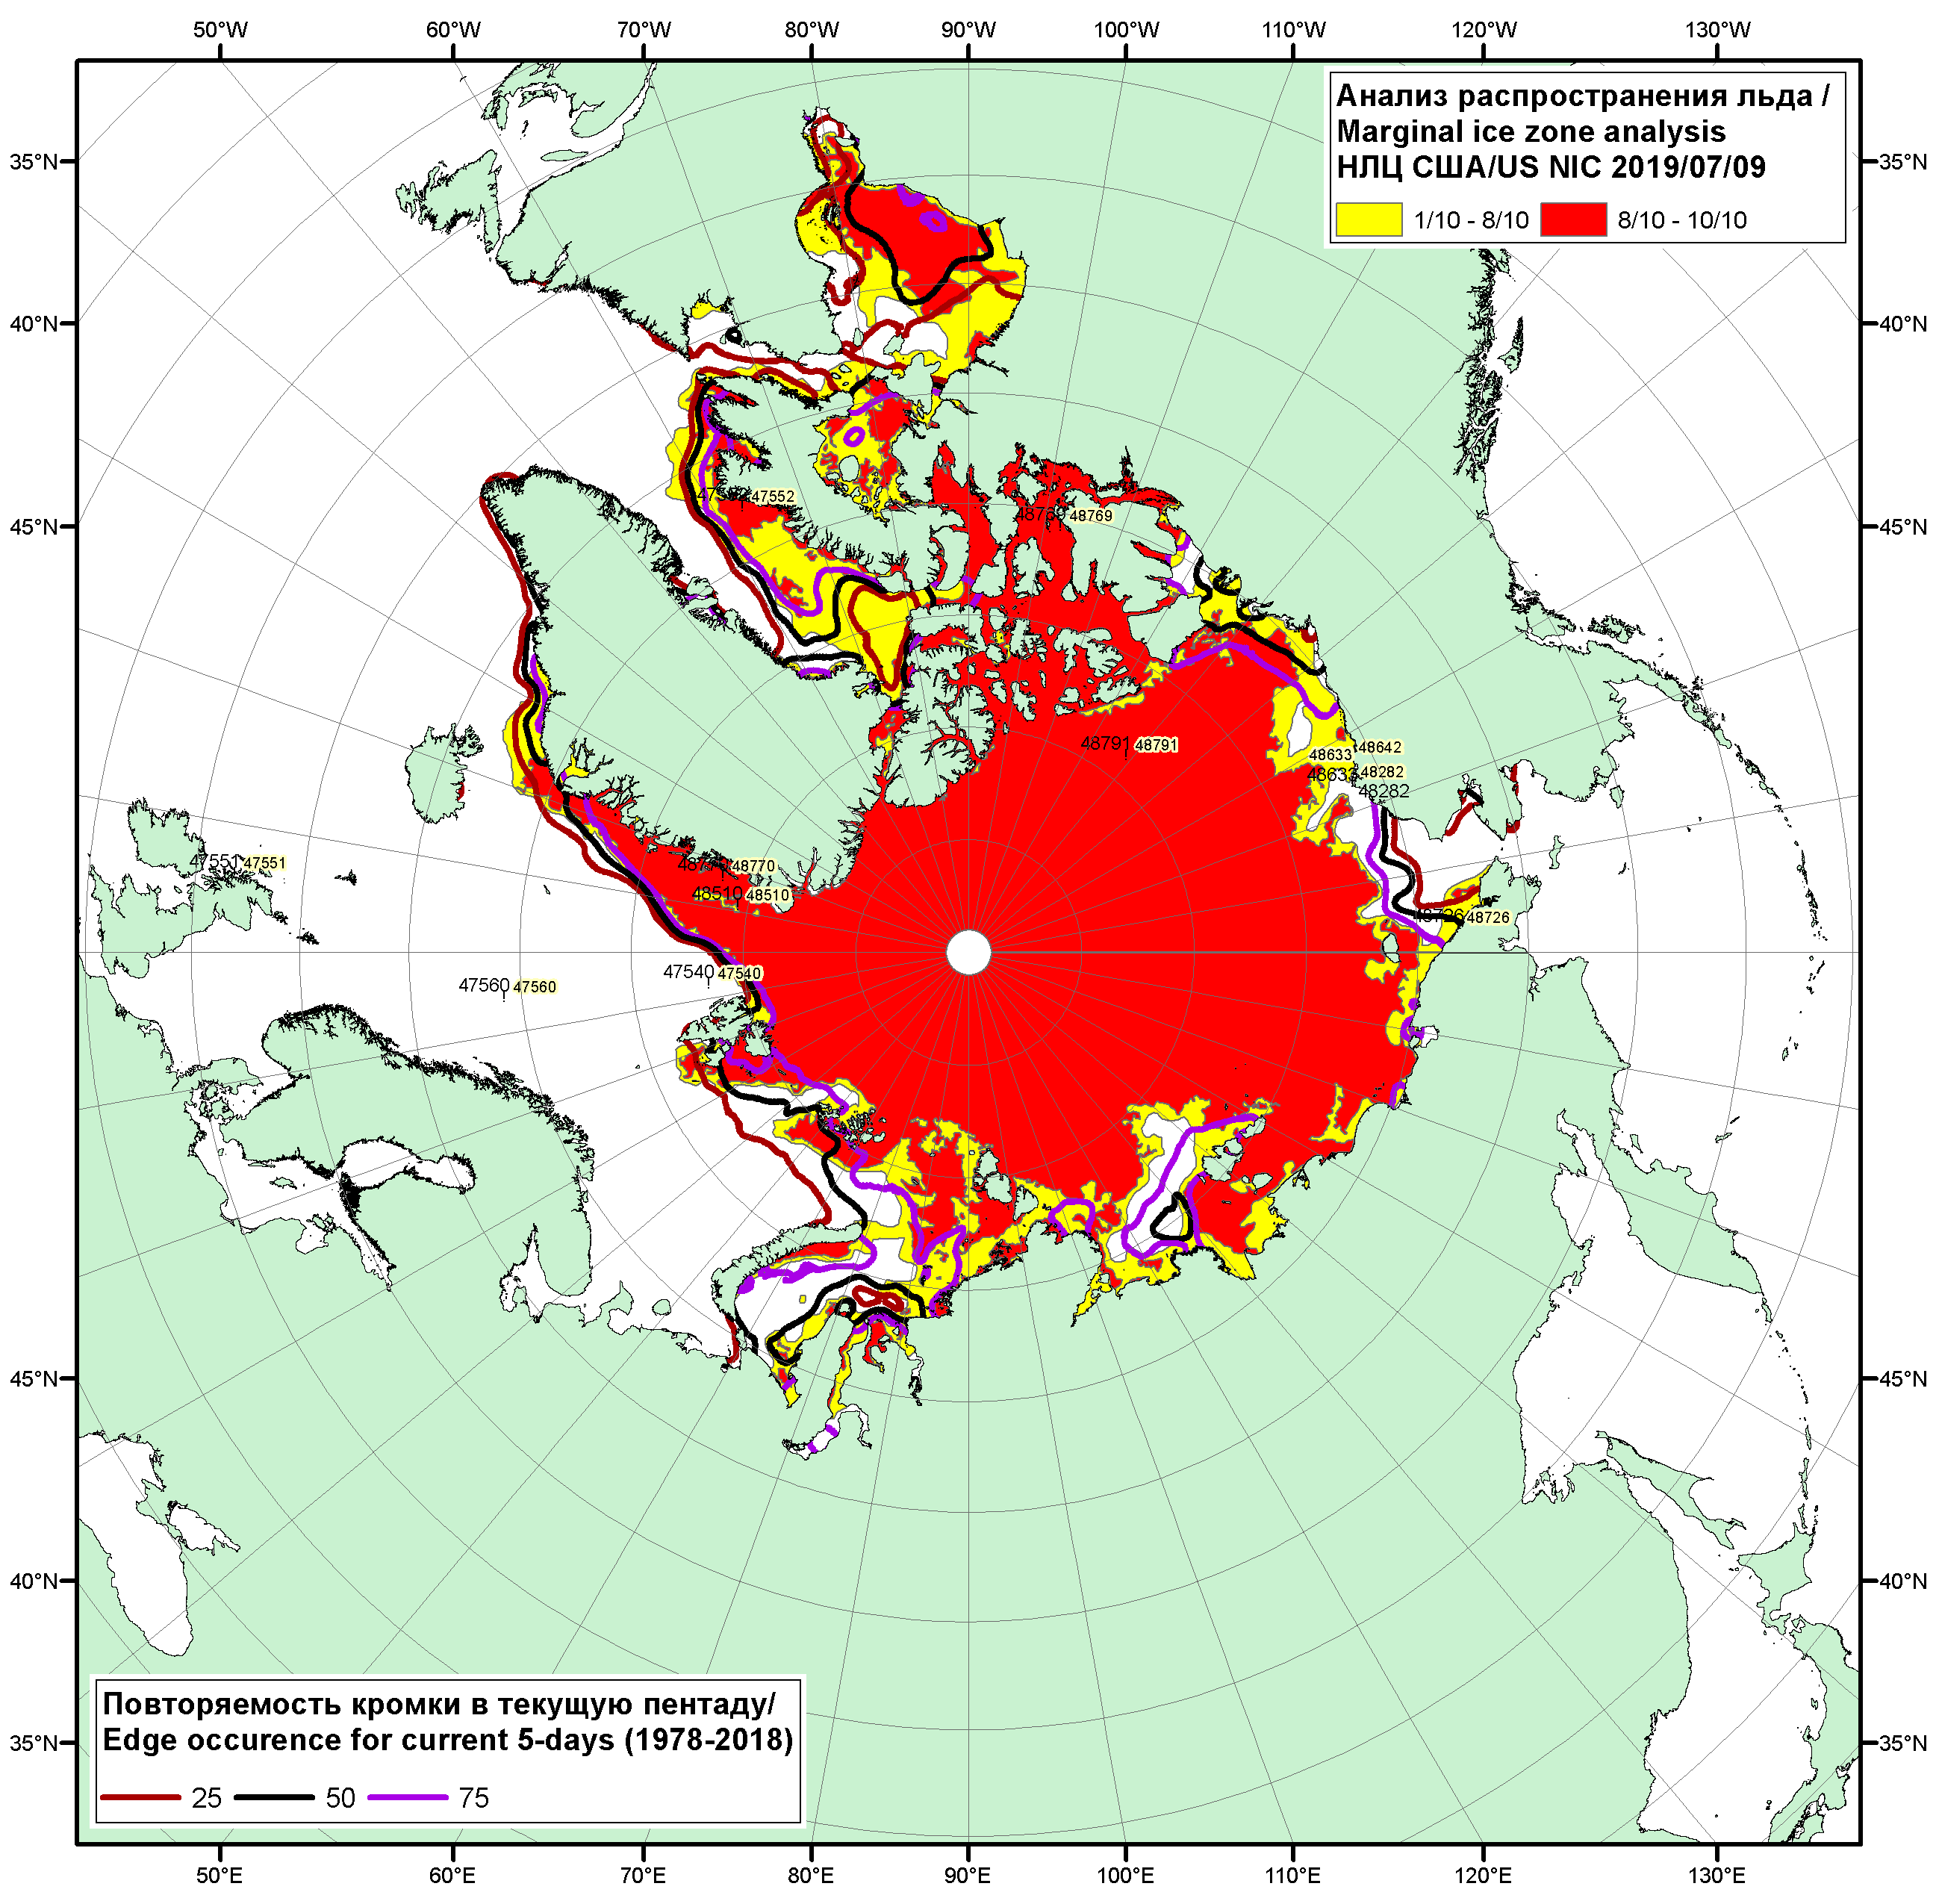 50°W 60°W 70°W 80°W 90°W 100°W 110°W 120°W 130°W
Анализ распространения льда /
Marginal ice zone analysis
НЛЦ США/US NIC 2019/07/09
1/10 - 8/10 8/10 - 10/10
35°N 35°N
40°N 40°N
45°N 45°N
47552
48769 48769
48791 48791
48642
48633
48282
48633
48282
47551 47551
48770
48510 48510
48726 48726
47540 47540
47560 47560
45°N 45°N
40°N 40°N
35°N 35°N
Повторяемость кромки в текущую пентаду/
Edge occurence for current 5-days (1978-2018)
25 50 75
50°E 60°E 70°E 80°E 90°E 100°E 110°E 120°E 130°E